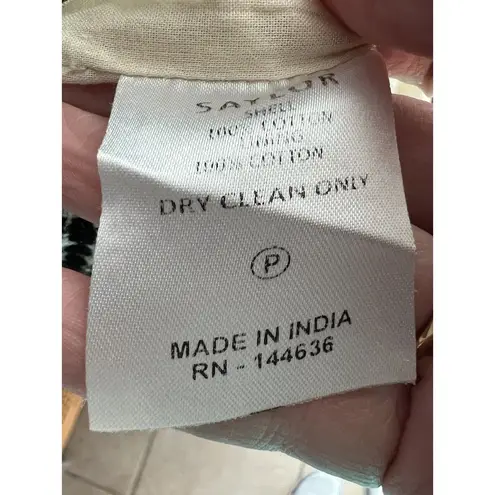 SAYLOR
SHELL
100% COTTON
LINING
100% COTTON
DRY CLEAN ONLY
P
MADE IN INDIA
RN - 144636